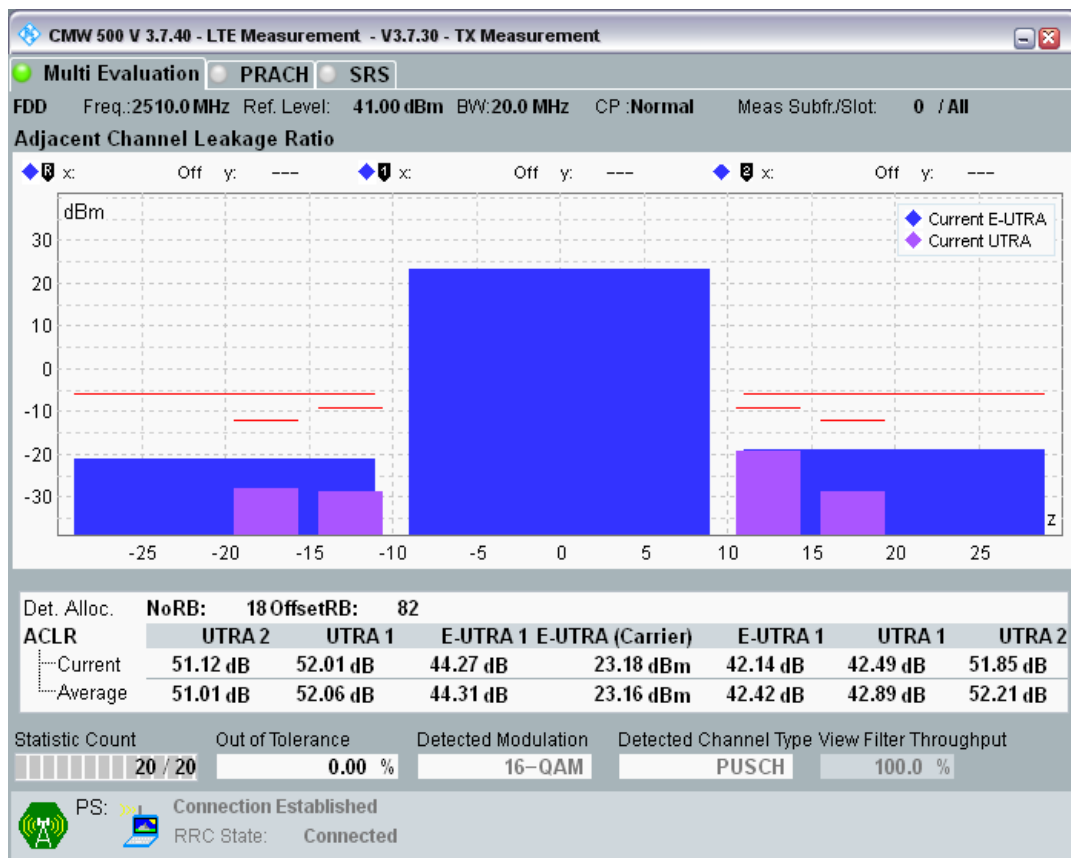 CMW 500 V 3.7.40 - LTE Measurement - V3.7.30 - TX Measurement
Multi Evaluation PRACH SRS
FDD Freq.:2510.0 MHz Ref. Level: 41.00 dBm BW:20.0 MHz CP :Normal Meas Subfr./Slot: 0 / All
Adjacent Channel Leakage Ratio
R x: Off y: --- 1 x: Off y: --- 2 x: Off y: ---
dBm
Current E-UTRA
Current UTRA
30
20
10
0
-10
-20
-30
z
-25 -20 -15 -10 -5 0 5 10 15 20 25
Det. Alloc. NoRB: 18 OffsetRB: 82
ACLR UTRA 2 UTRA 1 E-UTRA 1 E-UTRA (Carrier) E-UTRA 1 UTRA 1 UTRA 2
Current 51.12 dB 52.01 dB 44.27 dB 23.18 dBm 42.14 dB 42.49 dB 51.85 dB
Average 51.01 dB 52.06 dB 44.31 dB 23.16 dBm 42.42 dB 42.89 dB 52.21 dB
Statistic Count Out of Tolerance Detected Modulation Detected Channel Type View Filter Throughput
20 / 20 0.00 % 16-QAM PUSCH 100.0 %
PS: Connection Established
RRC State: Connected